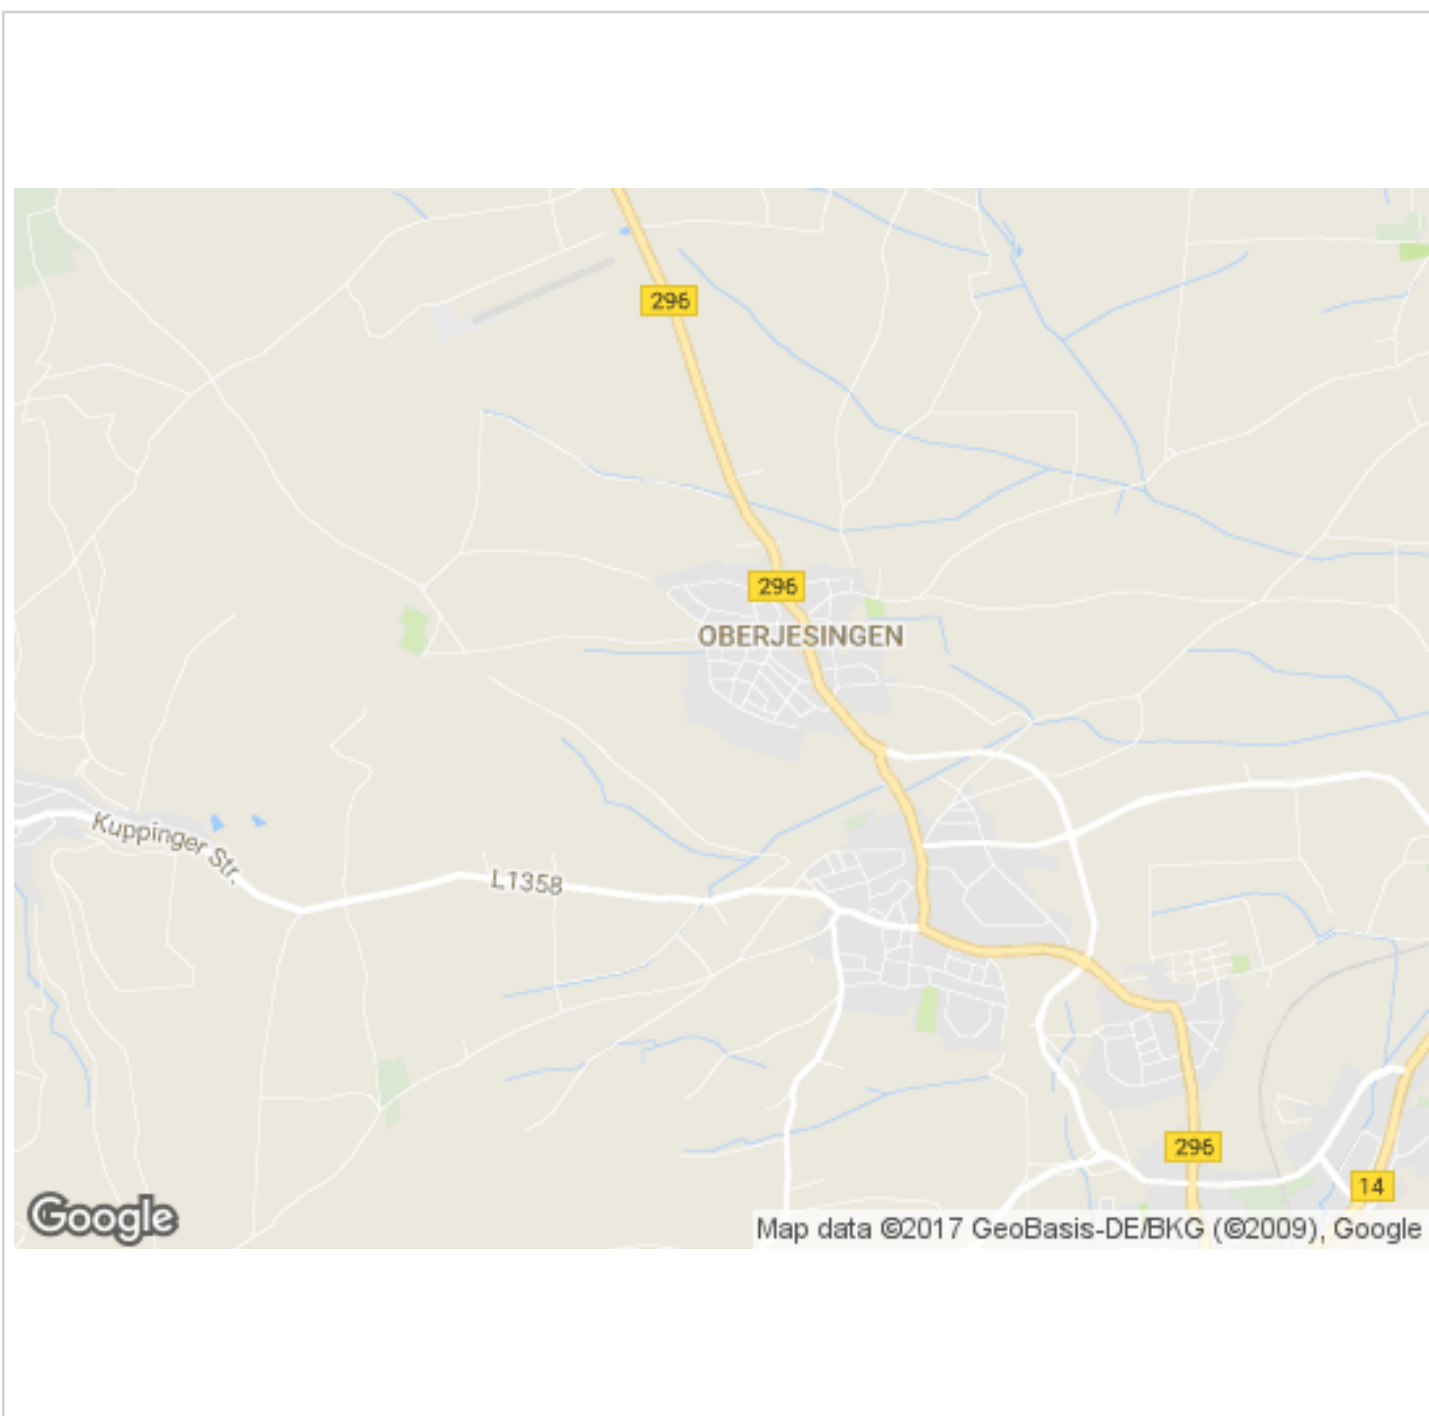 296
296
OBERJESINGEN
Kuppinger Str.
L1358
296
14
Google
Map data ©2017 GeoBasis-DE/BKG (©2009), Google